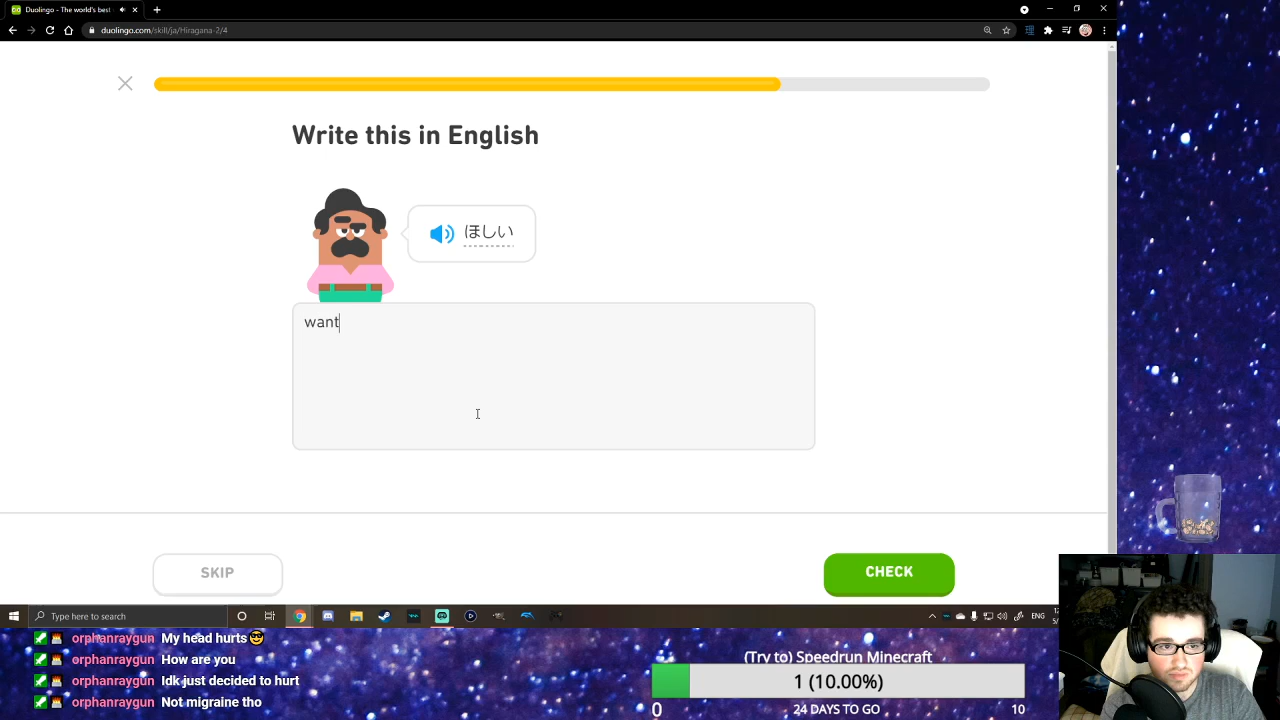 Duolingo - The world's best
duolingo.com/skill/ja/Hiragana-2/4
Write this in English
ほしい
want
SKIP
CHECK
Type here to search
ENG
orphanraygun My head hurts😎
orphanraygun How are you
orphanraygun Idk just decided to hurt
orphanraygun Not migraine tho
(Try to) Speedrun Minecraft
1 (10.00%)
0 24 DAYS TO GO 10